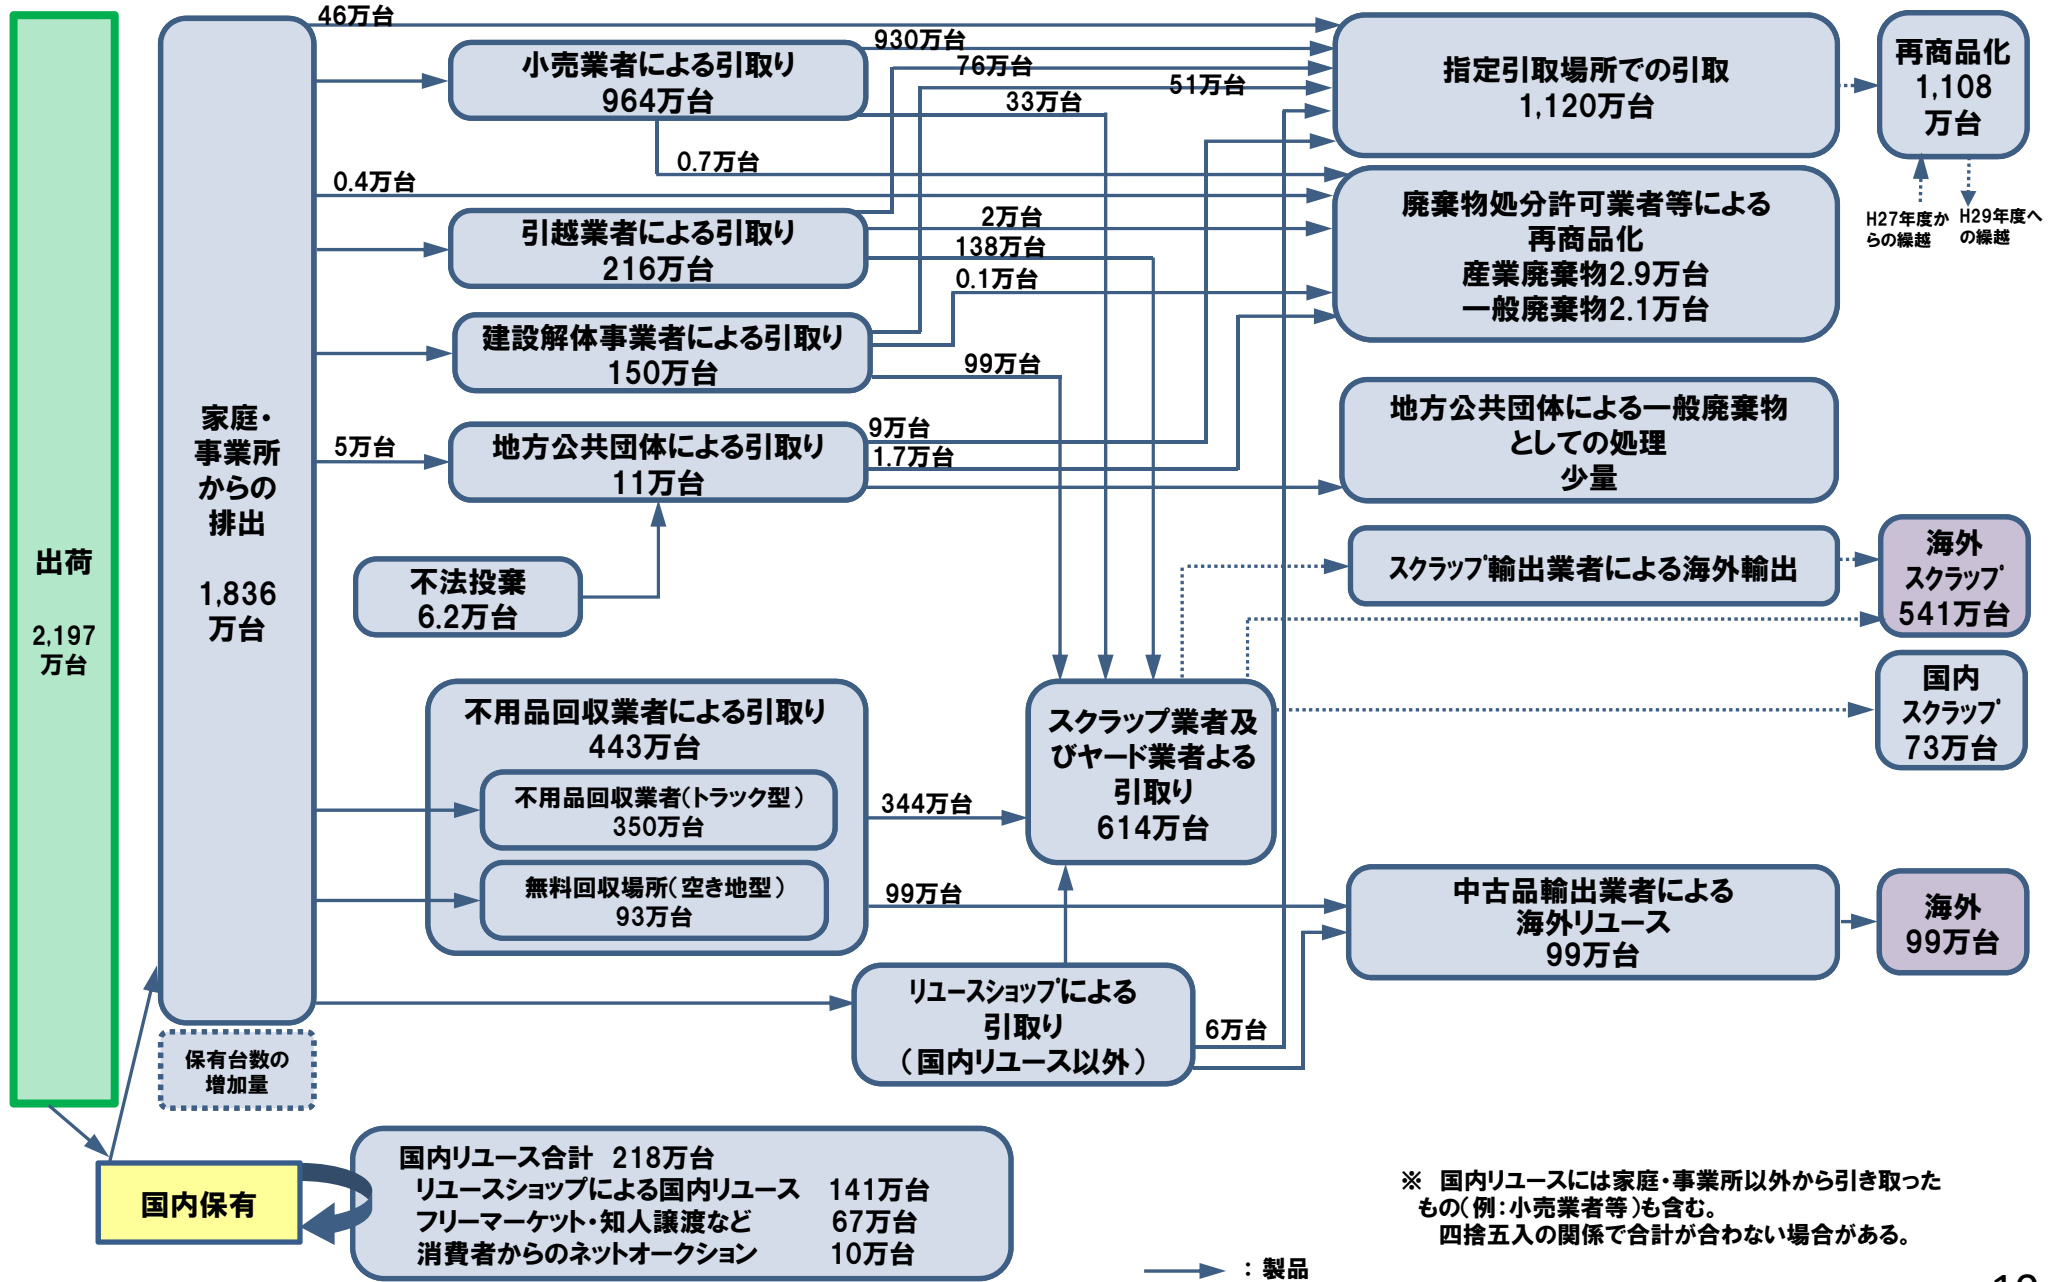 出荷
2,197
万台
家庭・
事業所
からの
排出
1,836
万台
保有台数の
増加量
国内保有
46万台
小売業者による引取り
964万台
930万台
76万台
51万台
33万台
0.7万台
0.4万台
引越業者による引取り
216万台
2万台
138万台
0.1万台
建設解体事業者による引取り
150万台
99万台
5万台
地方公共団体による引取り
11万台
9万台
1.7万台
不法投棄
6.2万台
不用品回収業者による引取り
443万台
不用品回収業者(トラック型)
350万台
無料回収場所(空き地型)
93万台
344万台
99万台
スクラップ業者及
びヤード業者よる
引取り
614万台
リユースショップによる
引取り
(国内リユース以外)
6万台
指定引取場所での引取
1,120万台
再商品化
1,108
万台
H27年度か
らの繰越
H29年度へ
の繰越
廃棄物処分許可業者等による
再商品化
産業廃棄物2.9万台
一般廃棄物2.1万台
地方公共団体による一般廃棄物
としての処理
少量
スクラップ輸出業者による海外輸出
海外
スクラップ
541万台
国内
スクラップ
73万台
中古品輸出業者による
海外リユース
99万台
海外
99万台
国内リユース合計 218万台
リユースショップによる国内リユース 141万台
フリーマーケット・知人譲渡など 67万台
消費者からのネットオークション 10万台
※ 国内リユースには家庭・事業所以外から引き取った
もの(例:小売業者等)も含む。
四捨五入の関係で合計が合わない場合がある。
:製品